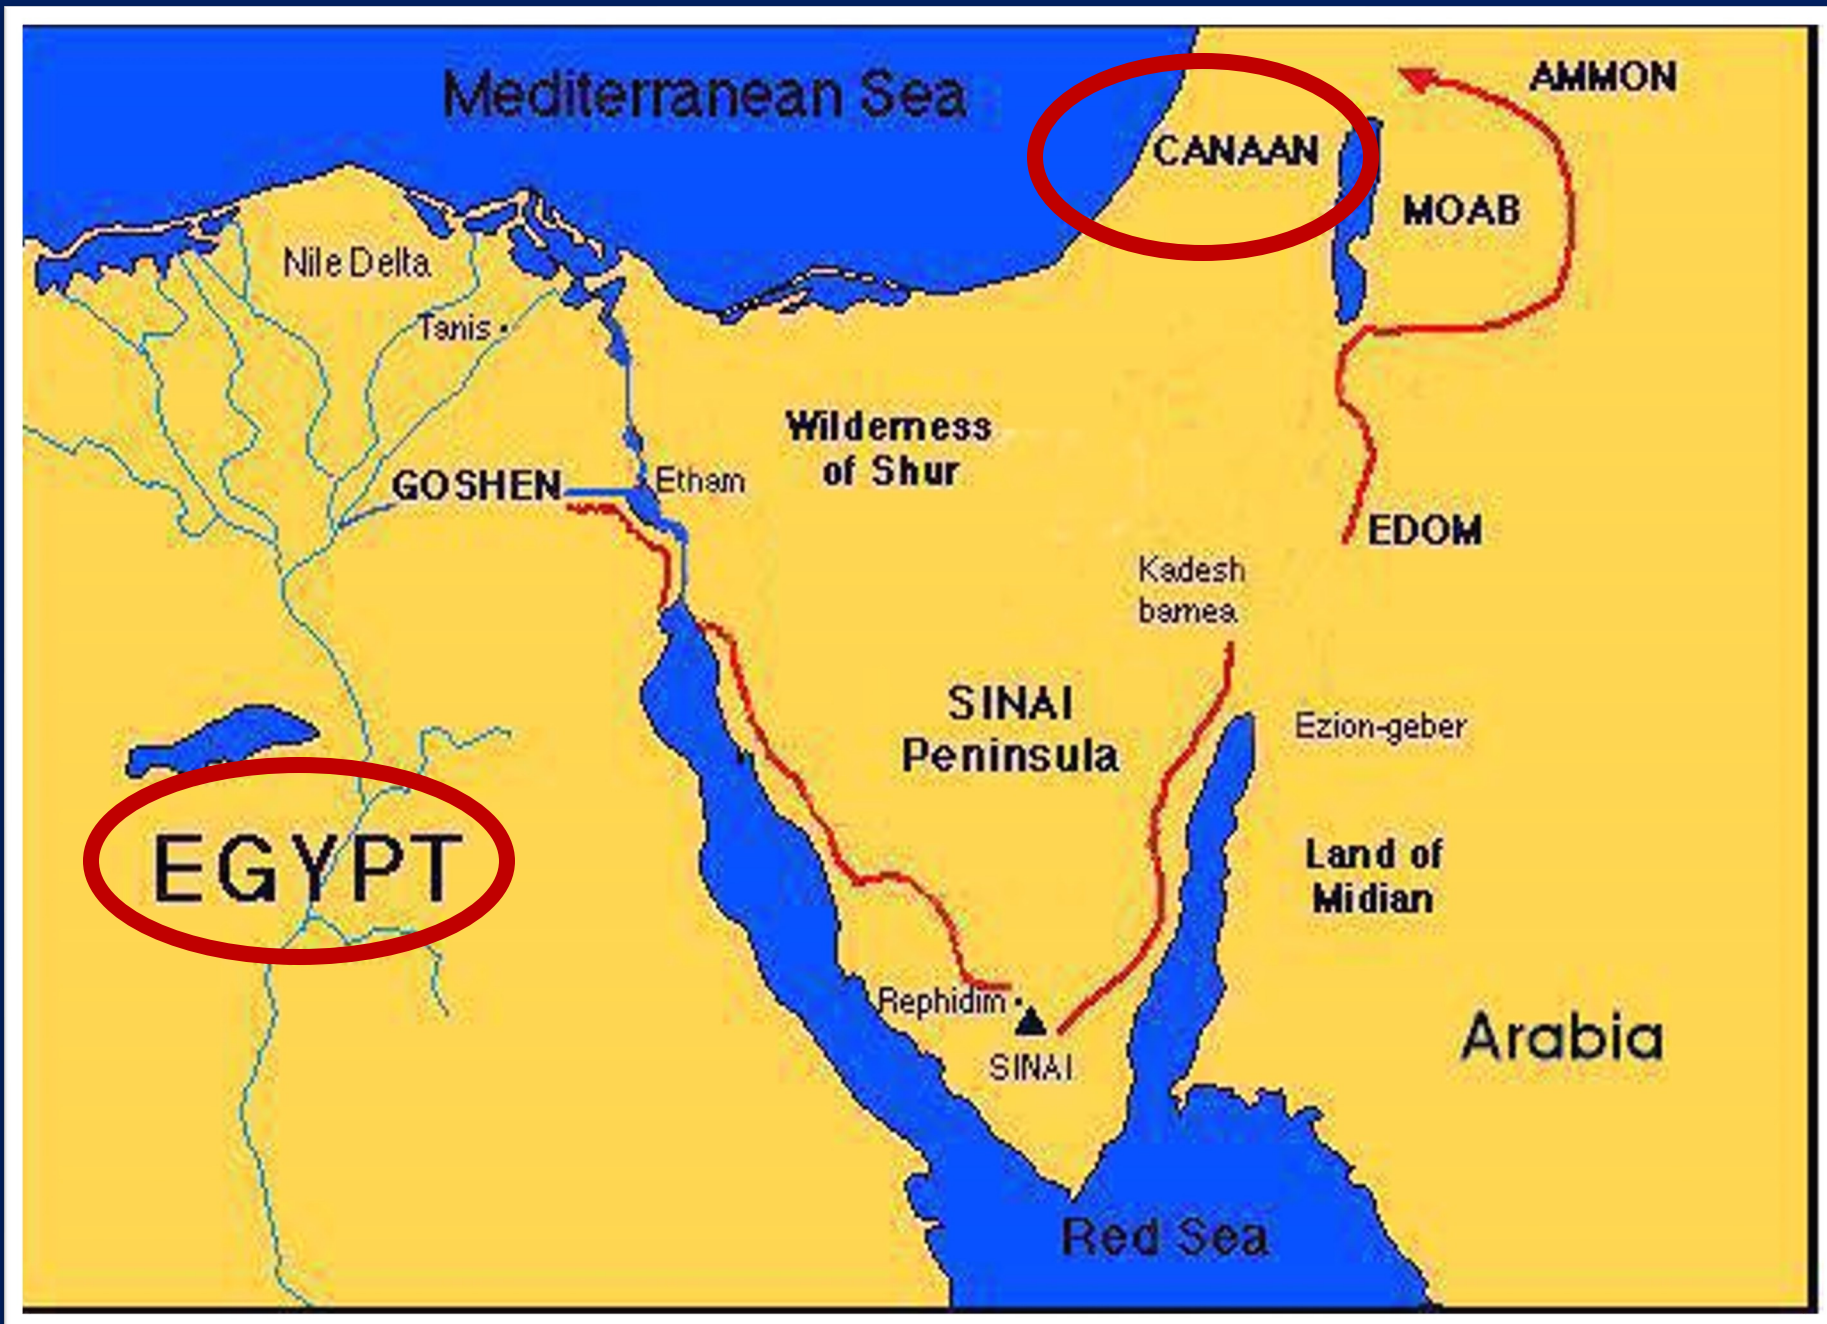 Mediterranean Sea
AMMON
CANAAN
MOAB
Nile Delta
Tanis
Wilderness
of Shur
GOSHEN
Etham
EDOM
Kadesh
barnea
SINAI
Peninsula
Ezion-geber
EGYPT
Land of
Midian
Rephidim
SINAI
Arabia
Red Sea